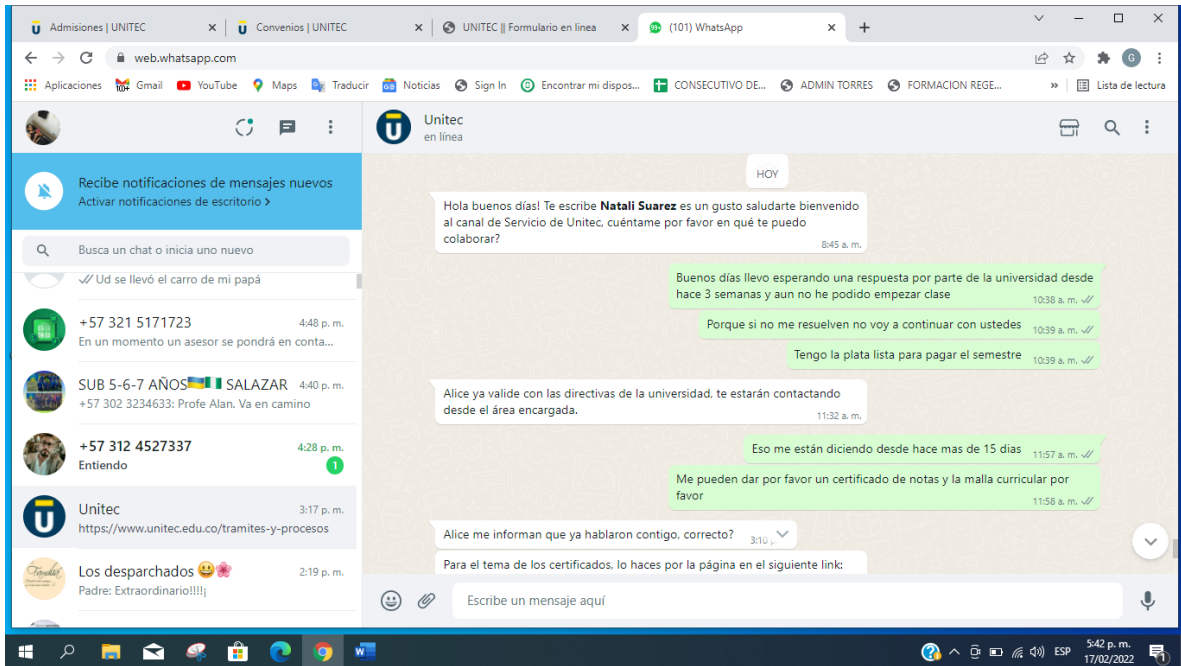 Admisiones | UNITEC
Convenios | UNITEC
UNITEC || Formulario en linea
(101) WhatsApp
web.whatsapp.com
G
Aplicaciones
Gmail
YouTube
Maps
Traducir
Noticias
Sign In
Encontrar mi dispos...
CONSECUTIVO DE...
ADMIN TORRES
FORMACION REGE...
»
Lista de lectura
Recibe notificaciones de mensajes nuevos
Activar notificaciones de escritorio >
Busca un chat o inicia uno nuevo
Ud se llevó el carro de mi papá
+57 321 5171723 4:48 p. m.
En un momento un asesor se pondrá en conta...
SUB 5-6-7 AÑOS SALAZAR 4:40 p. m.
+57 302 3234633: Profe Alan. Va en camino
+57 312 4527337 4:28 p. m.
Entiendo 1
Unitec 3:17 p. m.
https://www.unitec.edu.co/tramites-y-procesos
Los desparchados 😃🌸 2:19 p. m.
Padre: Extraordinario!!!!¡
Unitec
en línea
HOY
Hola buenos días! Te escribe Natali Suarez es un gusto saludarte bienvenido
al canal de Servicio de Unitec, cuéntame por favor en qué te puedo
colaborar?
8:45 a. m.
Buenos días llevo esperando una respuesta por parte de la universidad desde
hace 3 semanas y aun no he podido empezar clase 10:38 a. m.
Porque si no me resuelven no voy a continuar con ustedes 10:39 a. m.
Tengo la plata lista para pagar el semestre 10:39 a. m.
Alice ya valide con las directivas de la universidad, te estarán contactando
desde el área encargada.
11:32 a. m.
Eso me están diciendo desde hace mas de 15 dias 11:57 a. m.
Me pueden dar por favor un certificado de notas y la malla curricular por
favor 11:58 a. m.
Alice me informan que ya hablaron contigo, correcto? 3:10 p.
Para el tema de los certificados, lo haces por la página en el siguiente link:
Escribe un mensaje aquí
ESP
5:42 p. m.
17/02/2022